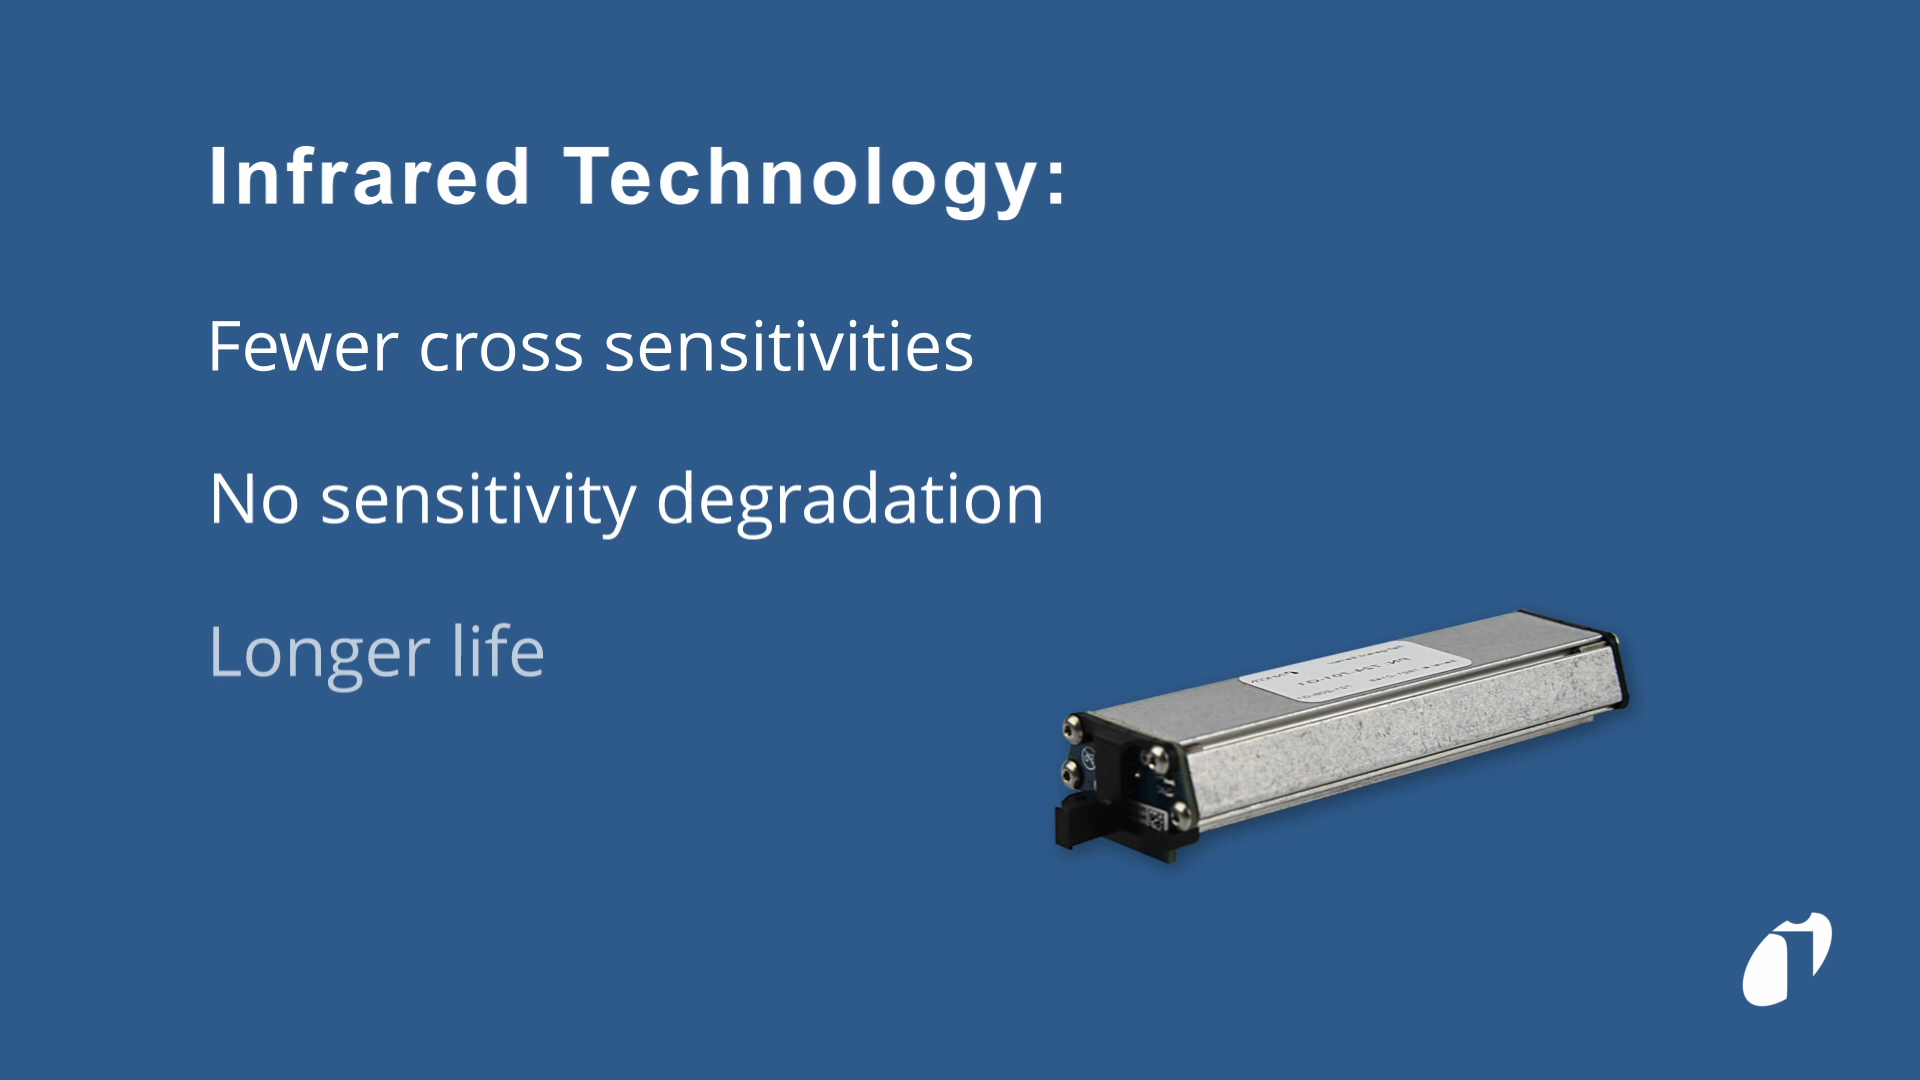 Infrared Technology:
Fewer cross sensitivities
No sensitivity degradation
Longer life